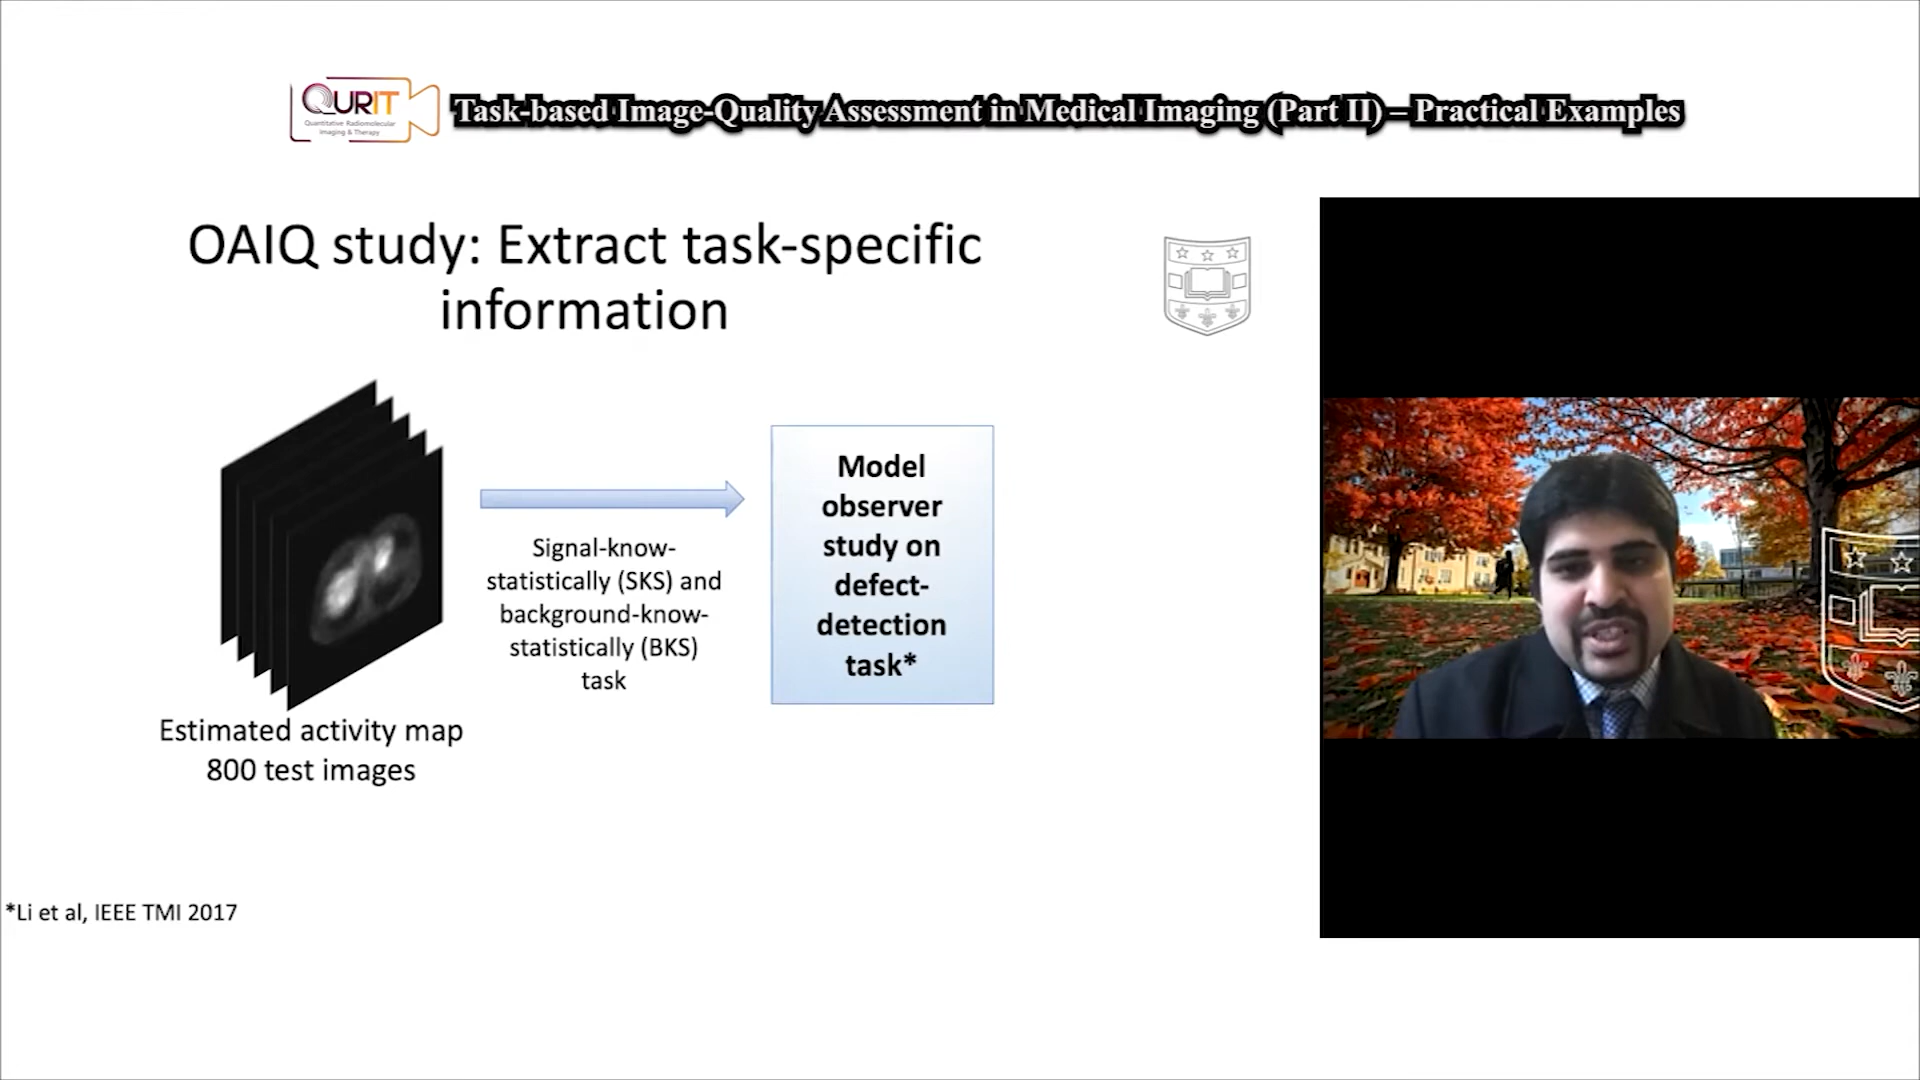 QURIT
Quantitative Radiomolecular
Imaging & Therapy
Task-based Image-Quality Assessment in Medical Imaging (Part II) – Practical Examples
OAIQ study: Extract task-specific
information
Signal-know-
statistically (SKS) and
background-know-
statistically (BKS)
task
Model
observer
study on
defect-
detection
task*
Estimated activity map
800 test images
*Li et al, IEEE TMI 2017